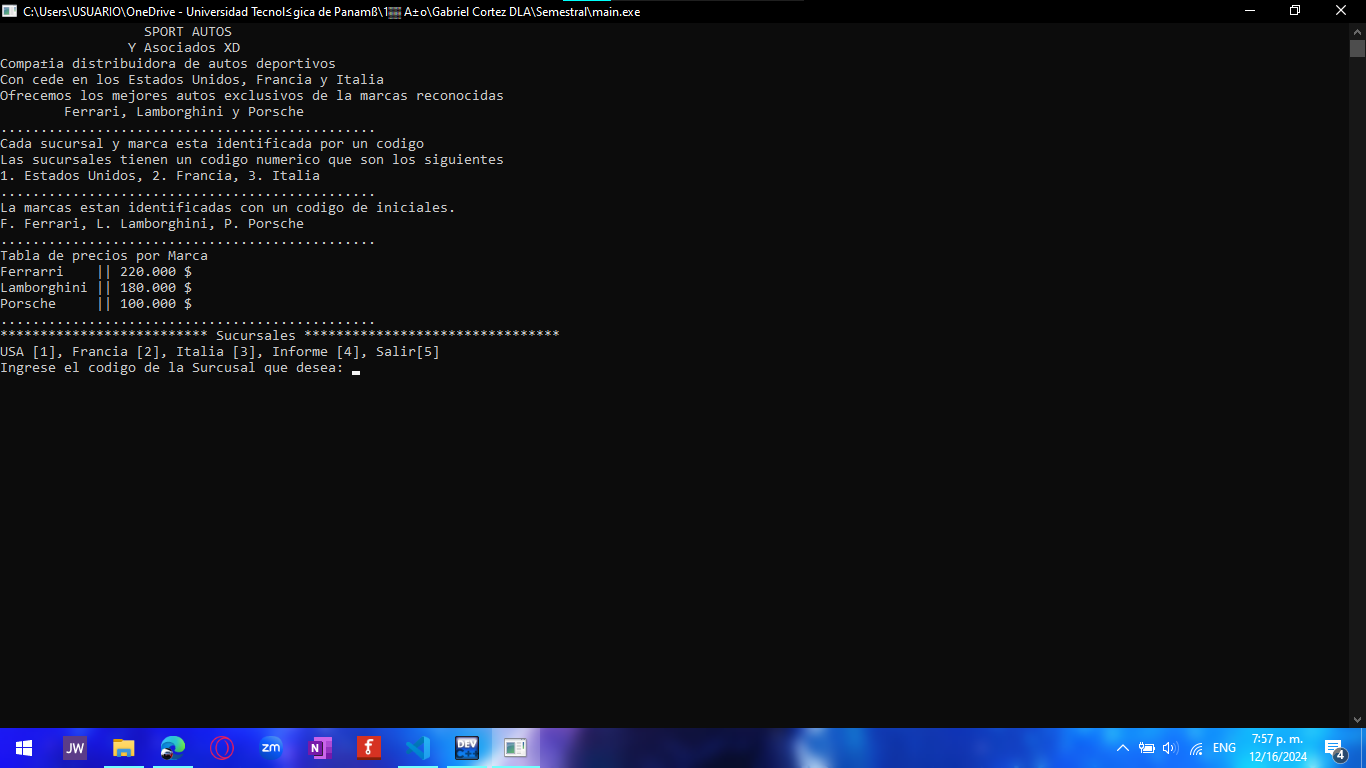 C:\Users\USUARIO\OneDrive - Universidad Tecnol≤gica de Panamß\1▒ A±o\Gabriel Cortez DLA\Semestral\main.exe
SPORT AUTOS
Y Asociados XD
Compa±ia distribuidora de autos deportivos
Con cede en los Estados Unidos, Francia y Italia
Ofrecemos los mejores autos exclusivos de la marcas reconocidas
Ferrari, Lamborghini y Porsche
...............................................
Cada sucursal y marca esta identificada por un codigo
Las sucursales tienen un codigo numerico que son los siguientes
1. Estados Unidos, 2. Francia, 3. Italia
...............................................
La marcas estan identificadas con un codigo de iniciales.
F. Ferrari, L. Lamborghini, P. Porsche
...............................................
Tabla de precios por Marca
Ferrarri    || 220.000 $
Lamborghini || 180.000 $
Porsche     || 100.000 $
...............................................
************************** Sucursales ********************************
USA [1], Francia [2], Italia [3], Informe [4], Salir[5]
Ingrese el codigo de la Surcusal que desea:
JW
zm
N
f
DEV
ENG
7:57 p. m.
12/16/2024
4